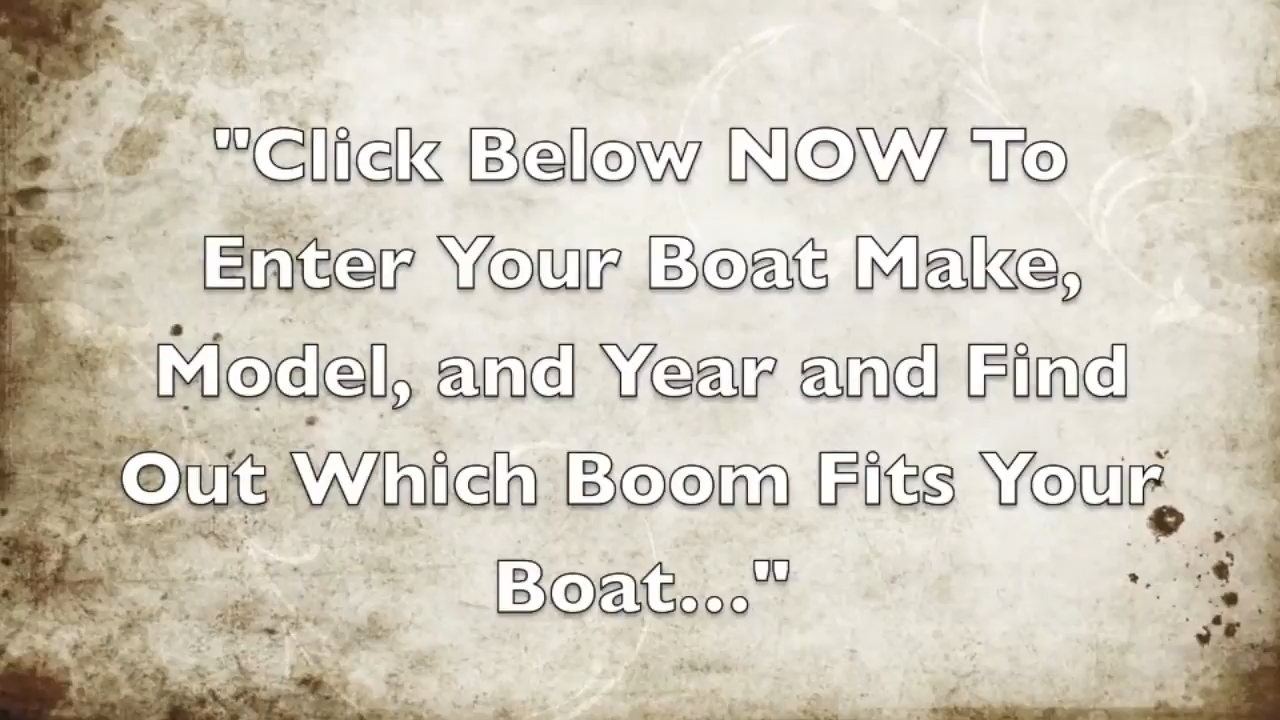 "Click Below NOW To
Enter Your Boat Make,
Model, and Year and Find
Out Which Boom Fits Your
Boat..."